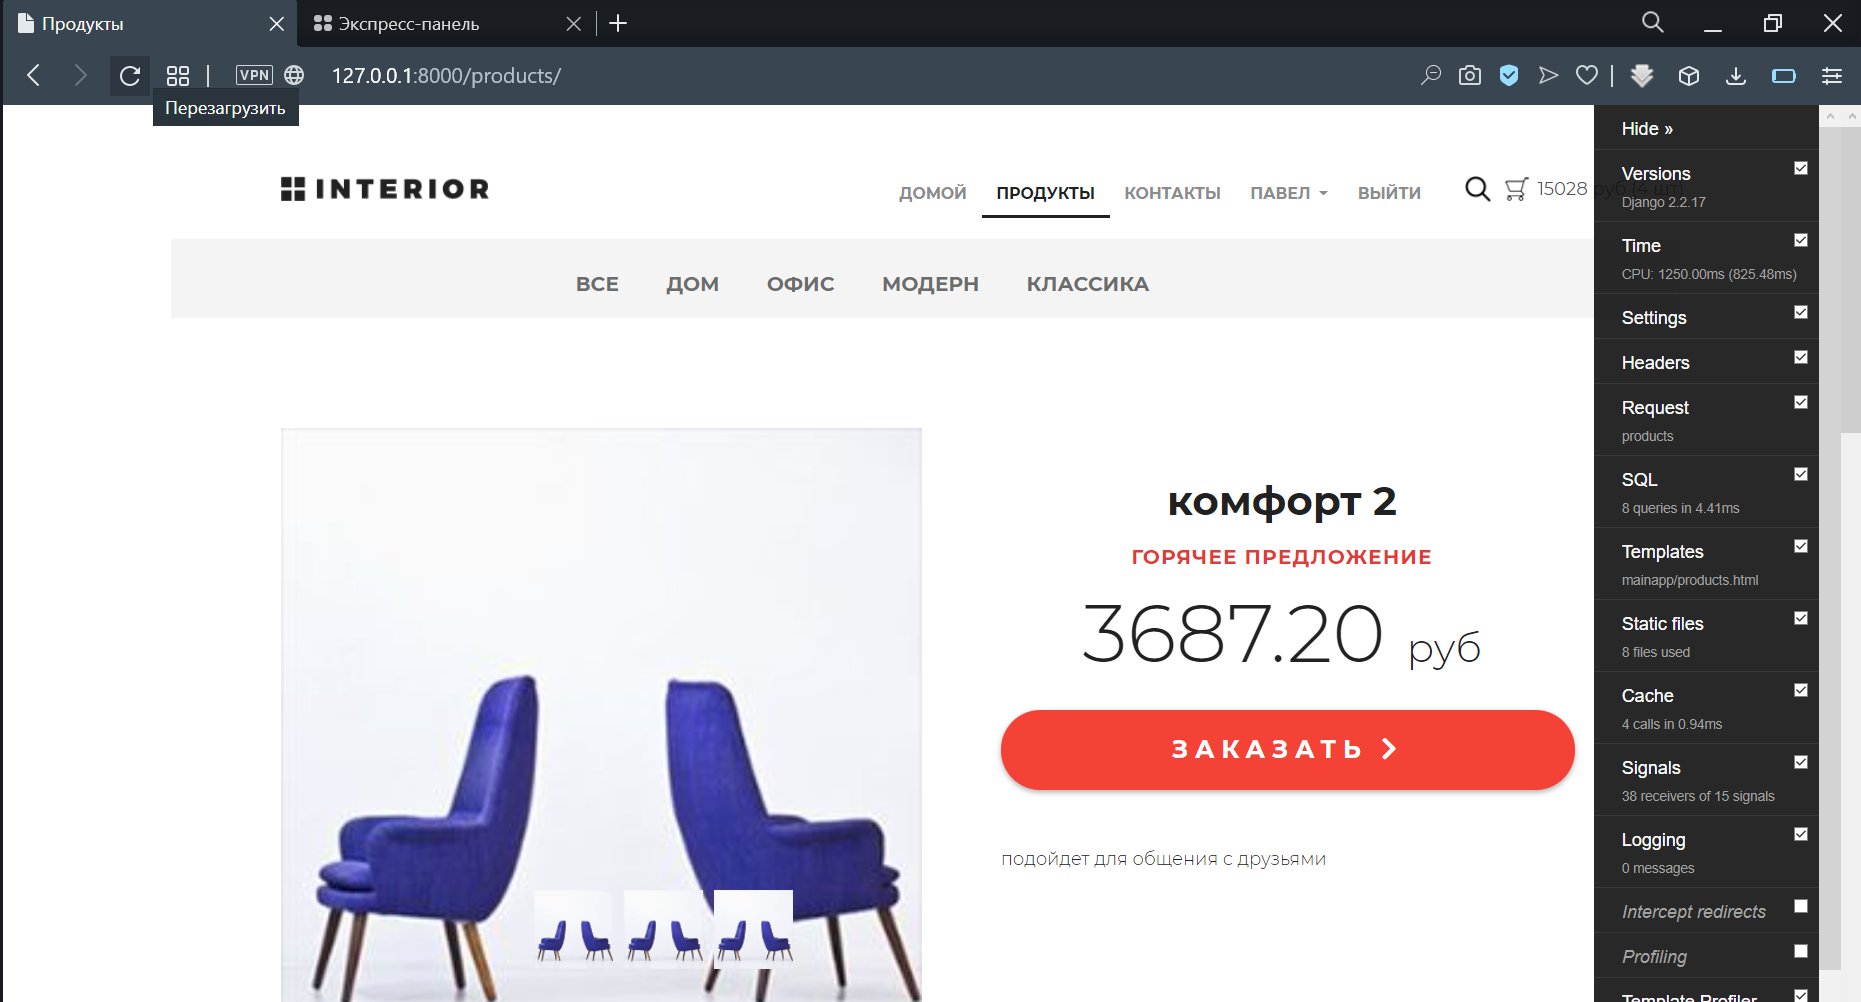 Продукты
Экспресс-панель
VPN
127.0.0.1:8000/products/
Перезагрузить
INTERIOR
ДОМОЙ
ПРОДУКТЫ
КОНТАКТЫ
ПАВЕЛ
ВЫЙТИ
15028 руб (4 шт)
ВСЕ
ДОМ
ОФИС
МОДЕРН
КЛАССИКА
комфорт 2
ГОРЯЧЕЕ ПРЕДЛОЖЕНИЕ
3687.20 руб
ЗАКАЗАТЬ
подойдет для общения с друзьями
Hide »
Versions
Django 2.2.17
Time
CPU: 1250.00ms (825.48ms)
Settings
Headers
Request
products
SQL
8 queries in 4.41ms
Templates
mainapp/products.html
Static files
8 files used
Cache
4 calls in 0.94ms
Signals
38 receivers of 15 signals
Logging
0 messages
Intercept redirects
Profiling
Template Profiler